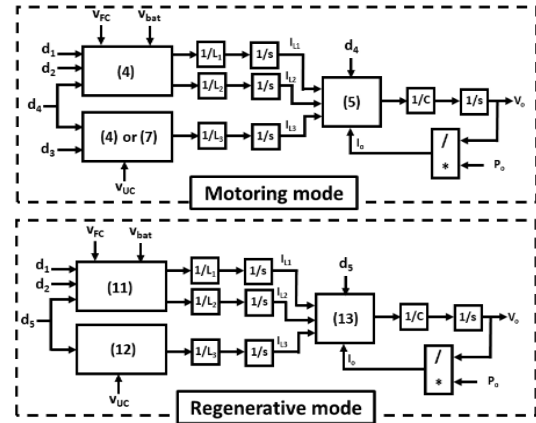 V_FC V_bat
d_1
d_2
(4)
1/L_1 1/s I_L1
1/L_2 1/s I_L2
d_4
d_4
(5)
1/C 1/s V_o
d_3
(4) or (7)
1/L_3 1/s I_L3
V_UC
I_o
/
*
P_o
Motoring mode
V_FC V_bat
d_1
d_2
(11)
1/L_1 1/s I_L1
1/L_2 1/s I_L2
d_5
d_5
(13)
1/C 1/s V_o
(12)
1/L_3 1/s I_L3
V_UC
I_o
/
*
P_o
Regenerative mode